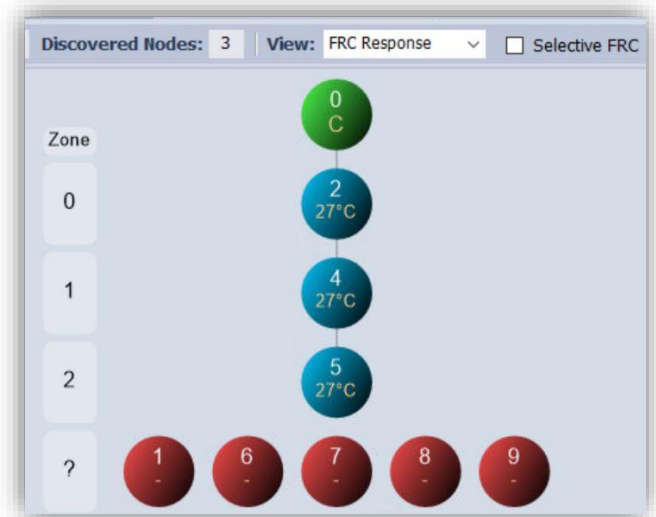 Discovered Nodes: 3 View: FRC Response Selective FRC
0
C
Zone
0
2
27°C
1
4
27°C
2
5
27°C
?
1 6 7 8 9
- - - - -